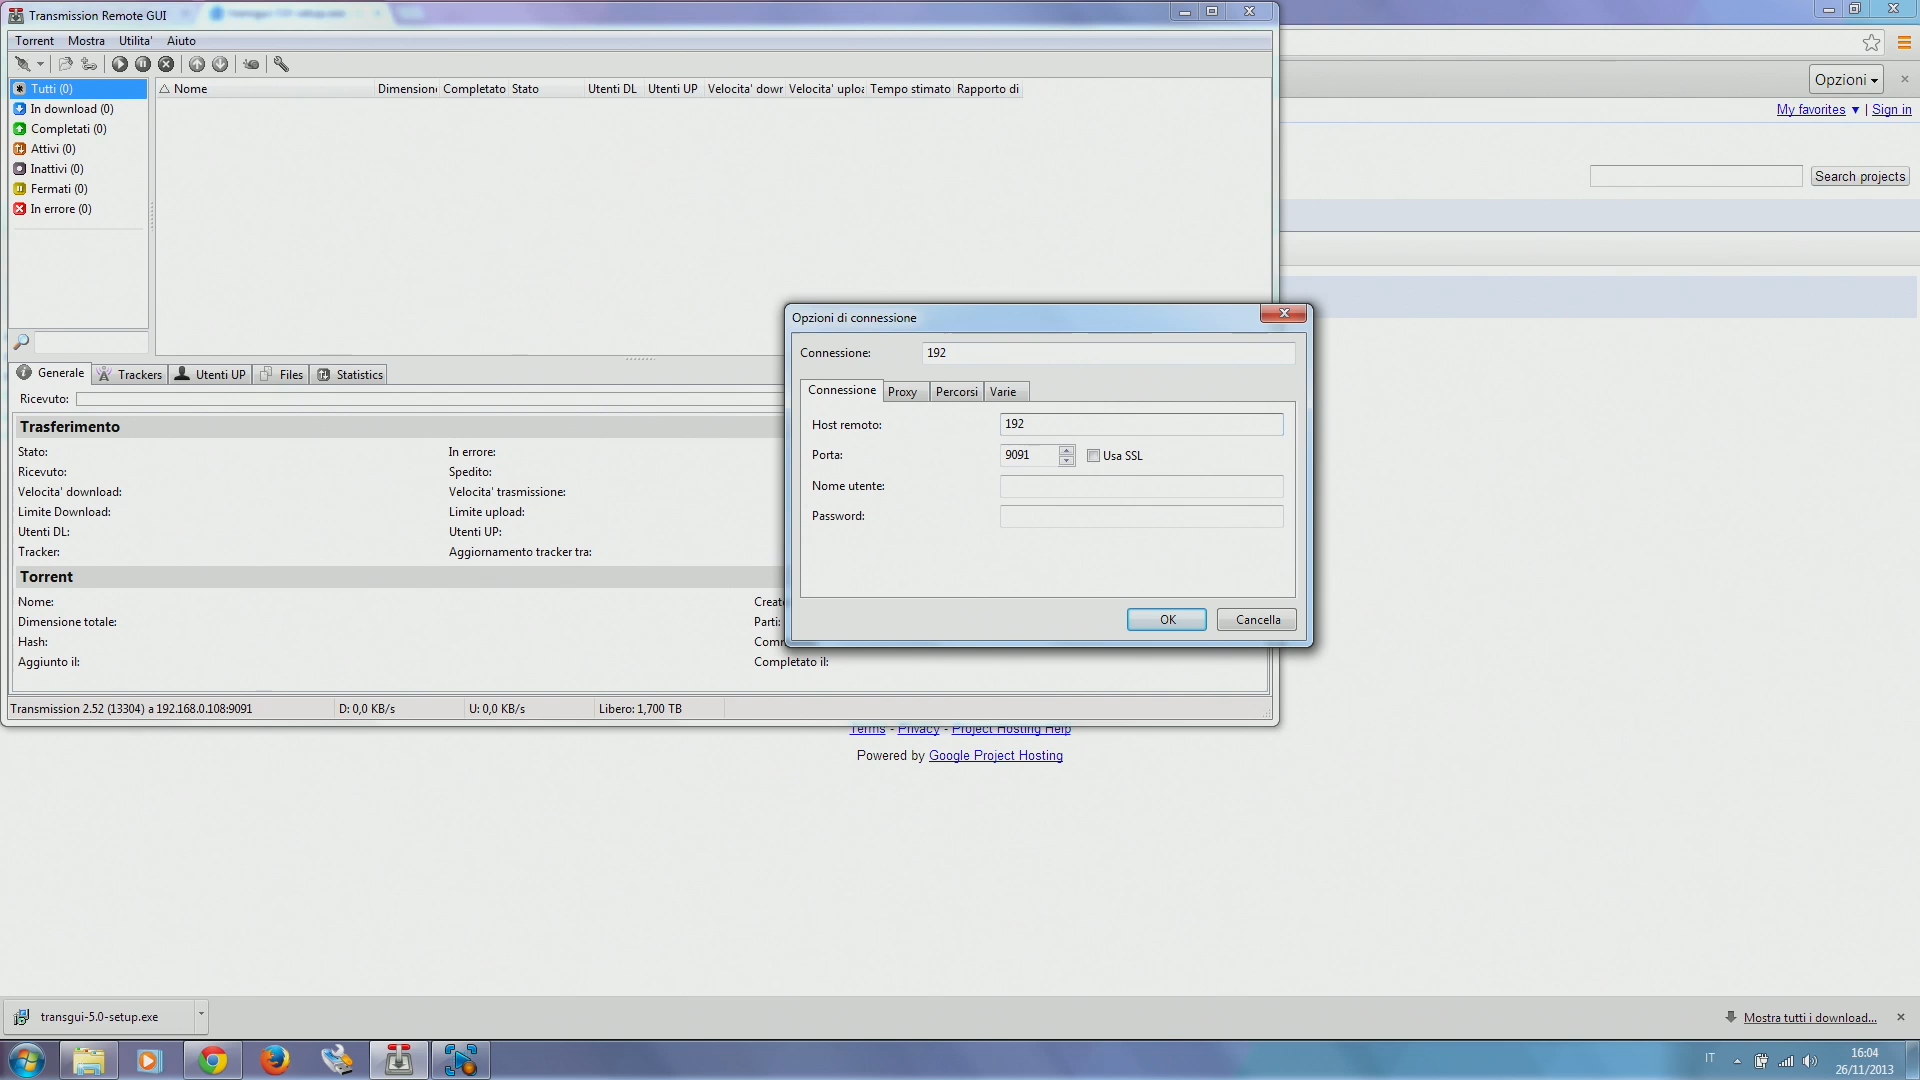 Transmission Remote GUI
Torrent Mostra Utilita' Aiuto
Tutti (0)
In download (0)
Completati (0)
Attivi (0)
Inattivi (0)
Fermati (0)
In errore (0)
Nome Dimension Completato Stato Utenti DL Utenti UP Velocita' dowr Velocita' uploa Tempo stimato Rapporto di
Opzioni
My favorites ▼ | Sign in
Search projects
Generale Trackers Utenti UP Files Statistics
Ricevuto:
Trasferimento
Stato: In errore:
Ricevuto: Spedito:
Velocita' download: Velocita' trasmissione:
Limite Download: Limite upload:
Utenti DL: Utenti UP:
Tracker: Aggiornamento tracker tra:
Torrent
Nome: Create
Dimensione totale: Parti:
Hash: Comr
Aggiunto il: Completato il:
Transmission 2.52 (13304) a 192.168.0.108:9091 D: 0,0 KB/s U: 0,0 KB/s Libero: 1,700 TB
Opzioni di connessione
Connessione: 192
Connessione Proxy Percorsi Varie
Host remoto: 192
Porta: 9091 Usa SSL
Nome utente:
Password:
OK Cancella
Terms - Privacy - Project Hosting Help
Powered by Google Project Hosting
transgui-5.0-setup.exe
Mostra tutti i download...
IT
16:04
26/11/2013